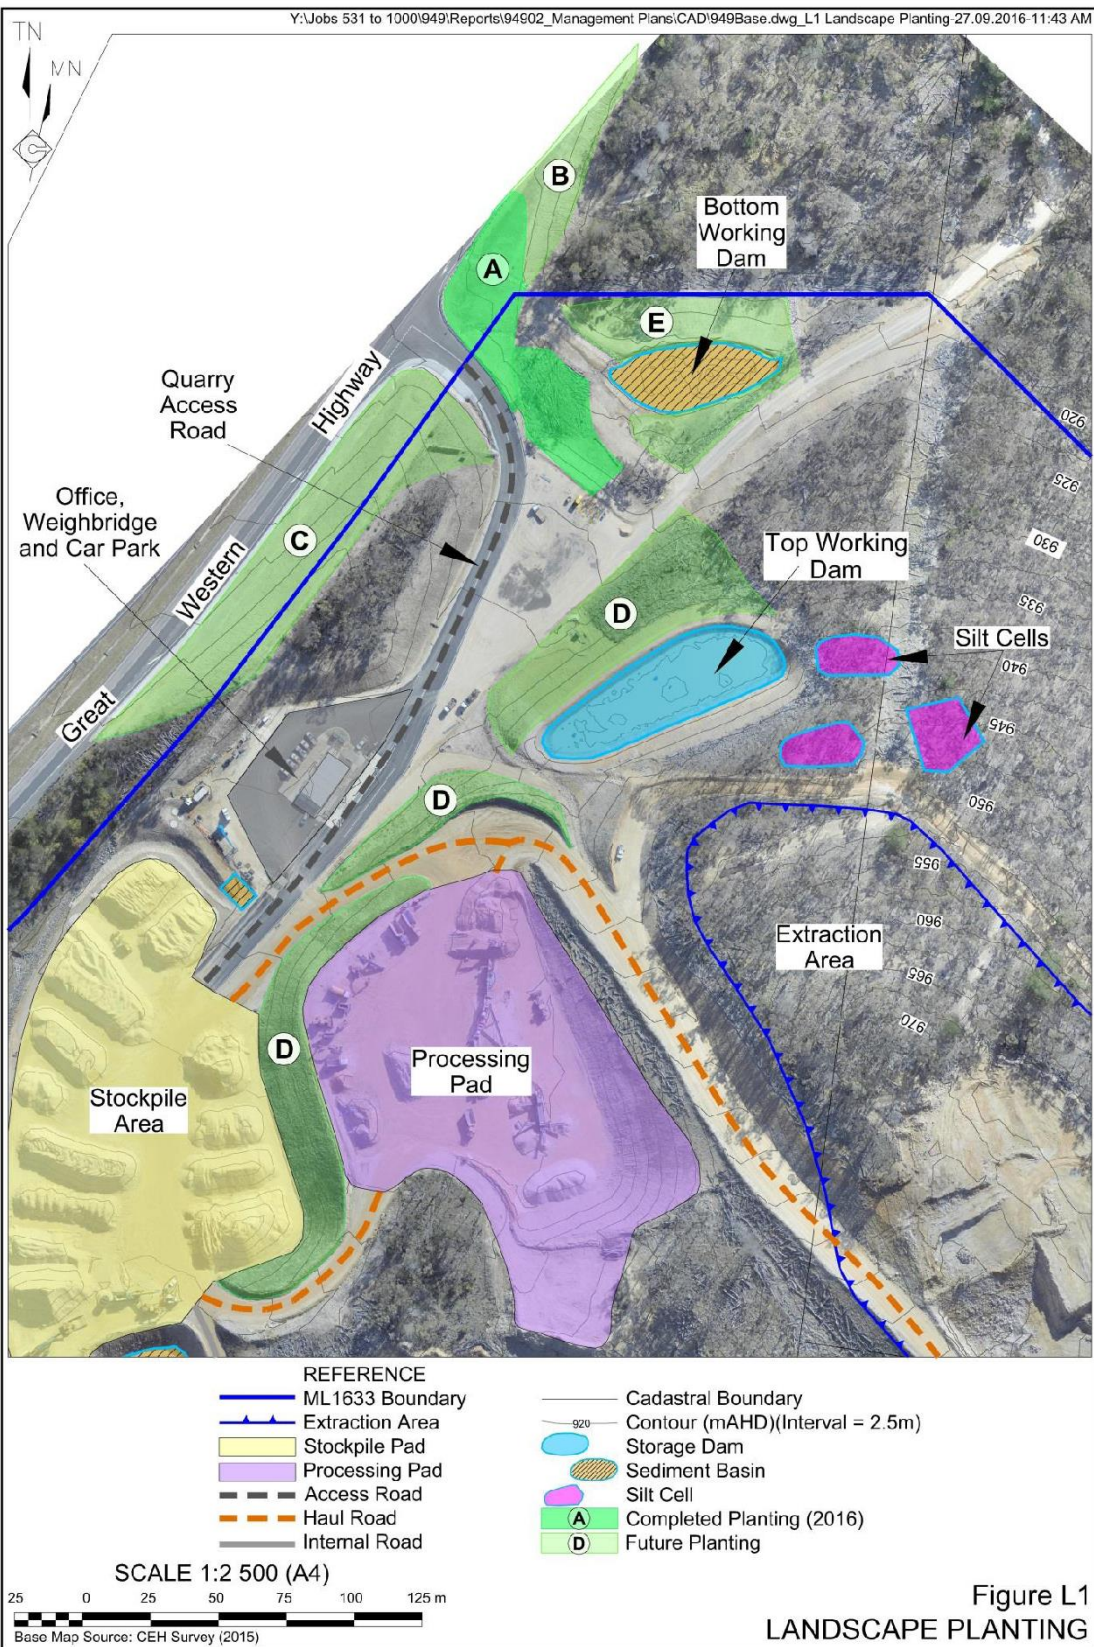 Y:\Jobs 531 to 1000\949\Reports\94902_Management Plans\CAD\949Base.dwg_L1 Landscape Planting-27.09.2016-11:43 AM
TN
MN
B
Bottom
Working
Dam
A
E
Quarry
Access
Road
Highway
920
925
Office,
Weighbridge
and Car Park
C
Western
930
Top Working
Dam
935
D
Silt Cells
940
Great
945
D
950
955
960
Extraction
Area
965
970
D
Processing
Pad
Stockpile
Area
REFERENCE
ML1633 Boundary
Extraction Area
Stockpile Pad
Processing Pad
Access Road
Haul Road
Internal Road
Cadastral Boundary
920 Contour (mAHD)(Interval = 2.5m)
Storage Dam
Sediment Basin
Silt Cell
A Completed Planting (2016)
D Future Planting
SCALE 1:2 500 (A4)
25 0 25 50 75 100 125 m
Base Map Source: CEH Survey (2015)
Figure L1
LANDSCAPE PLANTING